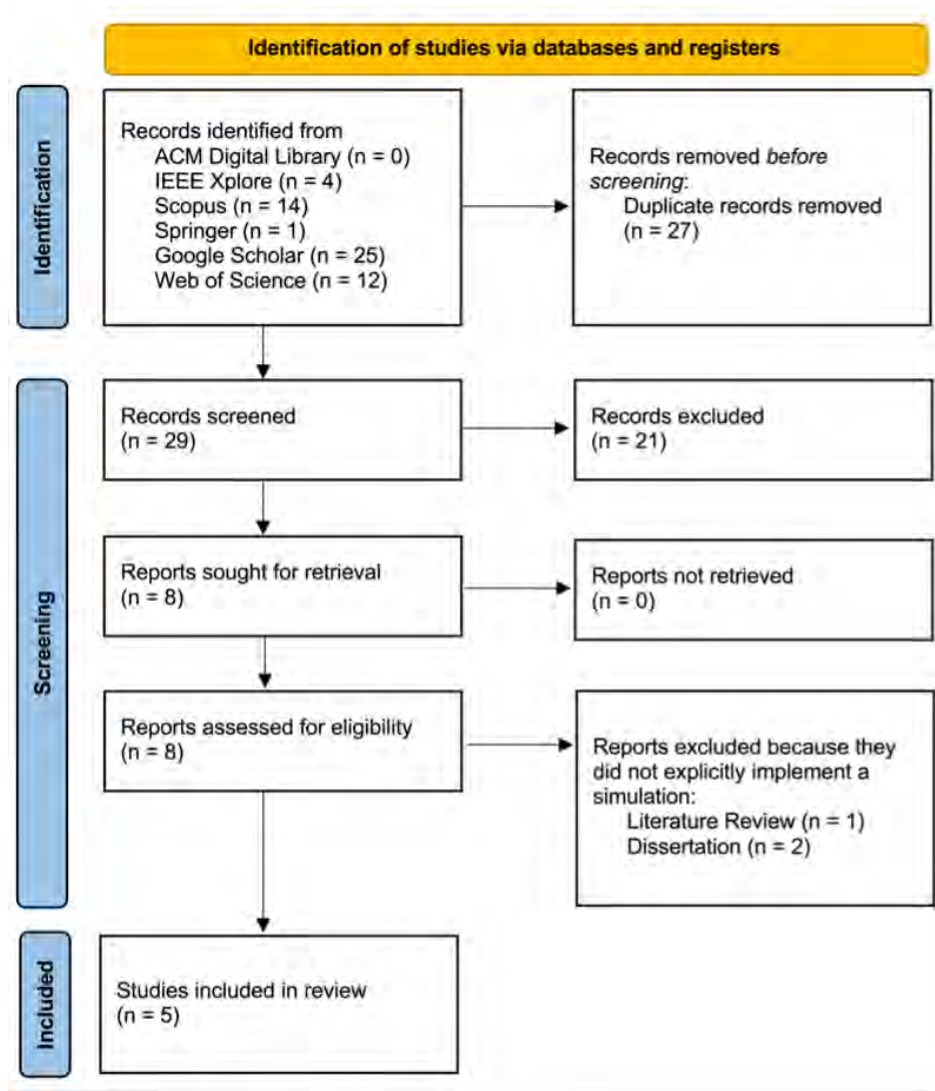 Identification of studies via databases and registers
Identification
Records identified from
ACM Digital Library (n = 0)
IEEE Xplore (n = 4)
Scopus (n = 14)
Springer (n = 1)
Google Scholar (n = 25)
Web of Science (n = 12)
Records removed before
screening:
Duplicate records removed
(n = 27)
Screening
Records screened
(n = 29)
Records excluded
(n = 21)
Reports sought for retrieval
(n = 8)
Reports not retrieved
(n = 0)
Reports assessed for eligibility
(n = 8)
Reports excluded because they
did not explicitly implement a
simulation:
Literature Review (n = 1)
Dissertation (n = 2)
Included
Studies included in review
(n = 5)